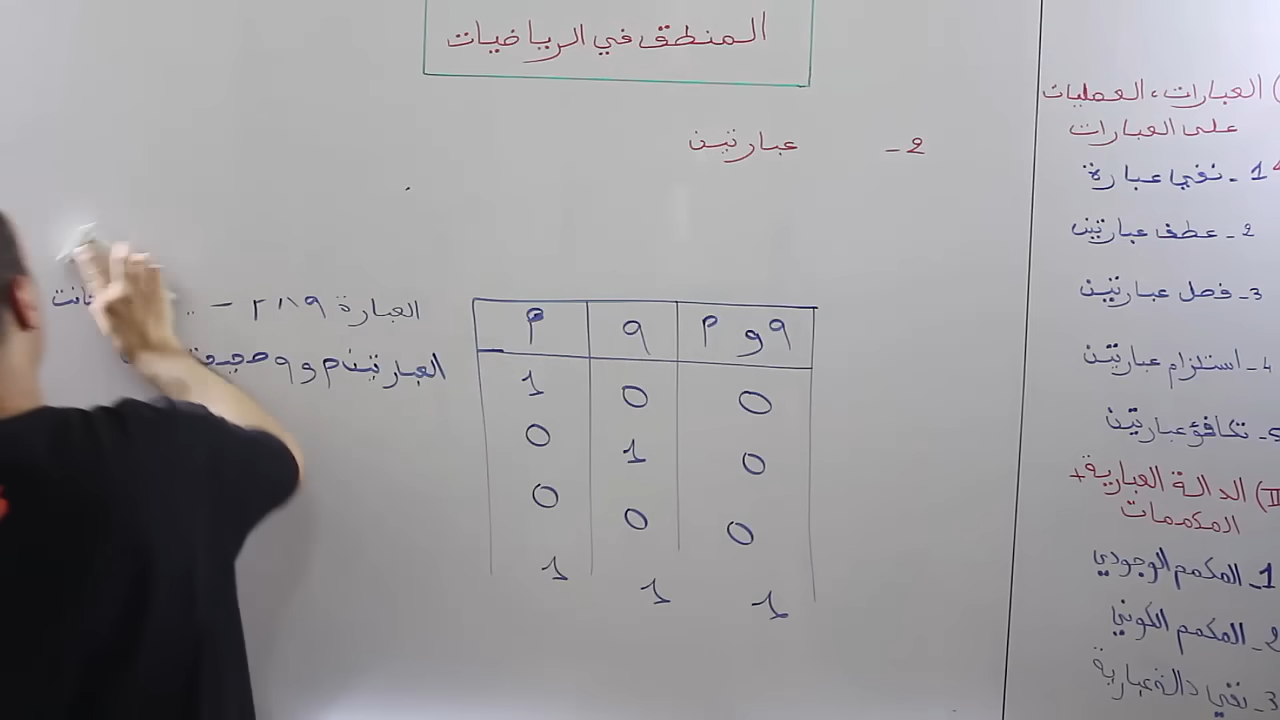 المنطق في الرياضيات
العبارات، العمليات
على العبارات
1 - نفي عبارة
2 - عطف عبارتين
3 - فصل عبارتين
4 - استلزام عبارتين
5 - تكافؤ عبارتين
II) الدالة العبارية +
المكممات
1 - المكمم الوجودي
2 - المكمم الكوني
3 - نفي دالة عبارية
2 - عبارتين
م q م و q
1 0 0
0 1 0
0 0 0
1 1 1
العبارة م ∧ q -
العبارتين م و q